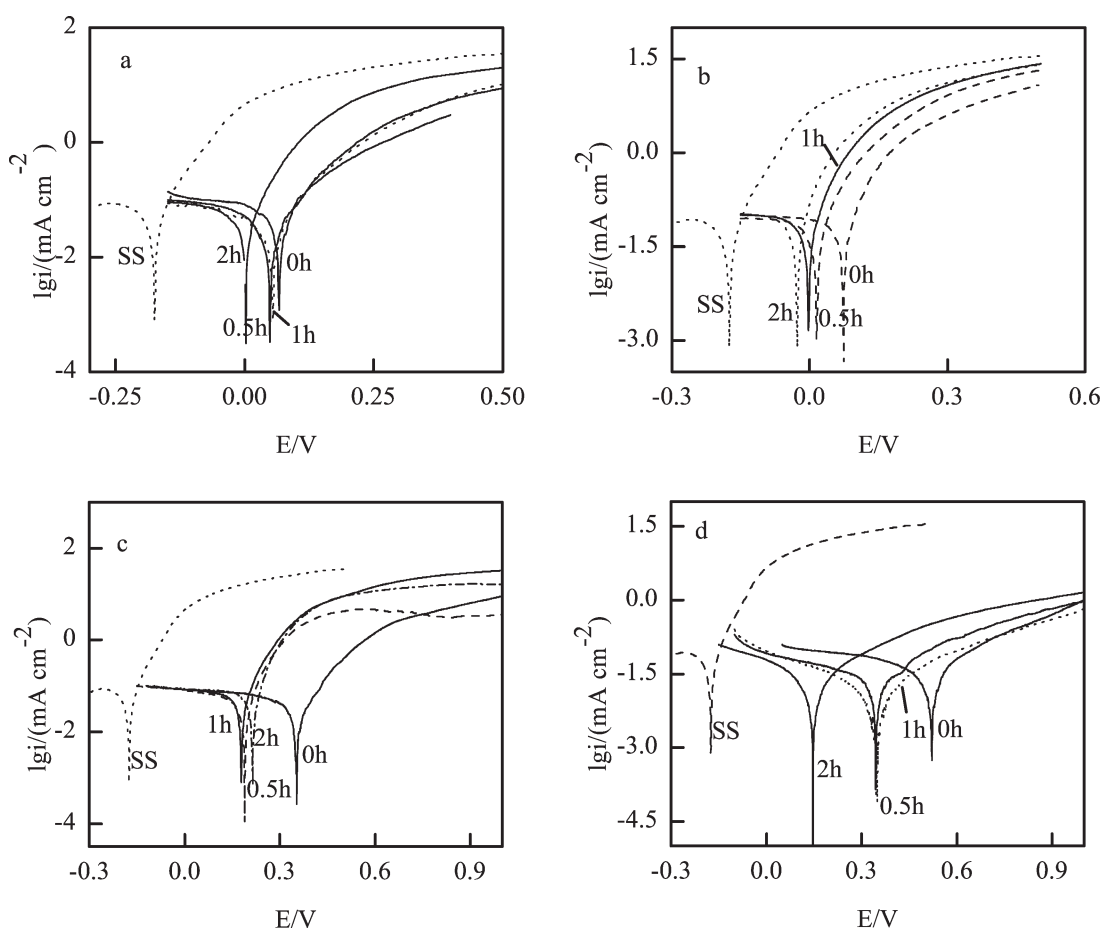 a
2
0
-2
-4
lgi/(mA cm-2)
SS
2h
0h
0.5h
1h
-0.25
0.00
0.25
0.50
E/V
b
1.5
0.0
-1.5
-3.0
lgi/(mA cm-2)
1h
SS
2h
0.5h
0h
-0.3
0.0
0.3
0.6
E/V
c
2
0
-2
-4
lgi/(mA cm-2)
SS
1h
2h
0.5h
0h
-0.3
0.0
0.3
0.6
0.9
E/V
d
1.5
0.0
-1.5
-3.0
-4.5
lgi/(mA cm-2)
SS
2h
0.5h
1h
0h
-0.3
0.0
0.3
0.6
0.9
E/V